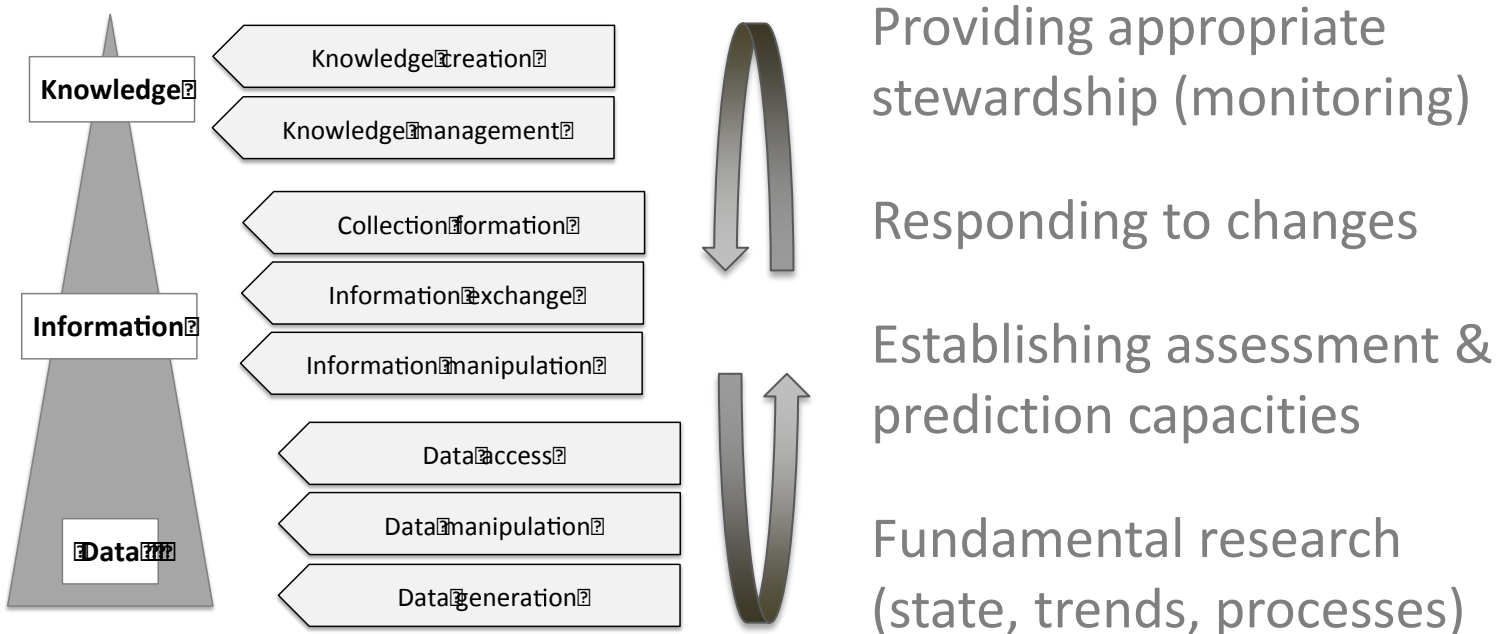 Knowledge
Knowledge creation
Knowledge management
Collection formation
Information
Information exchange
Information manipulation
Data access
Data manipulation
Data
Data generation
Providing appropriate
stewardship (monitoring)
Responding to changes
Establishing assessment &
prediction capacities
Fundamental research
(state, trends, processes)